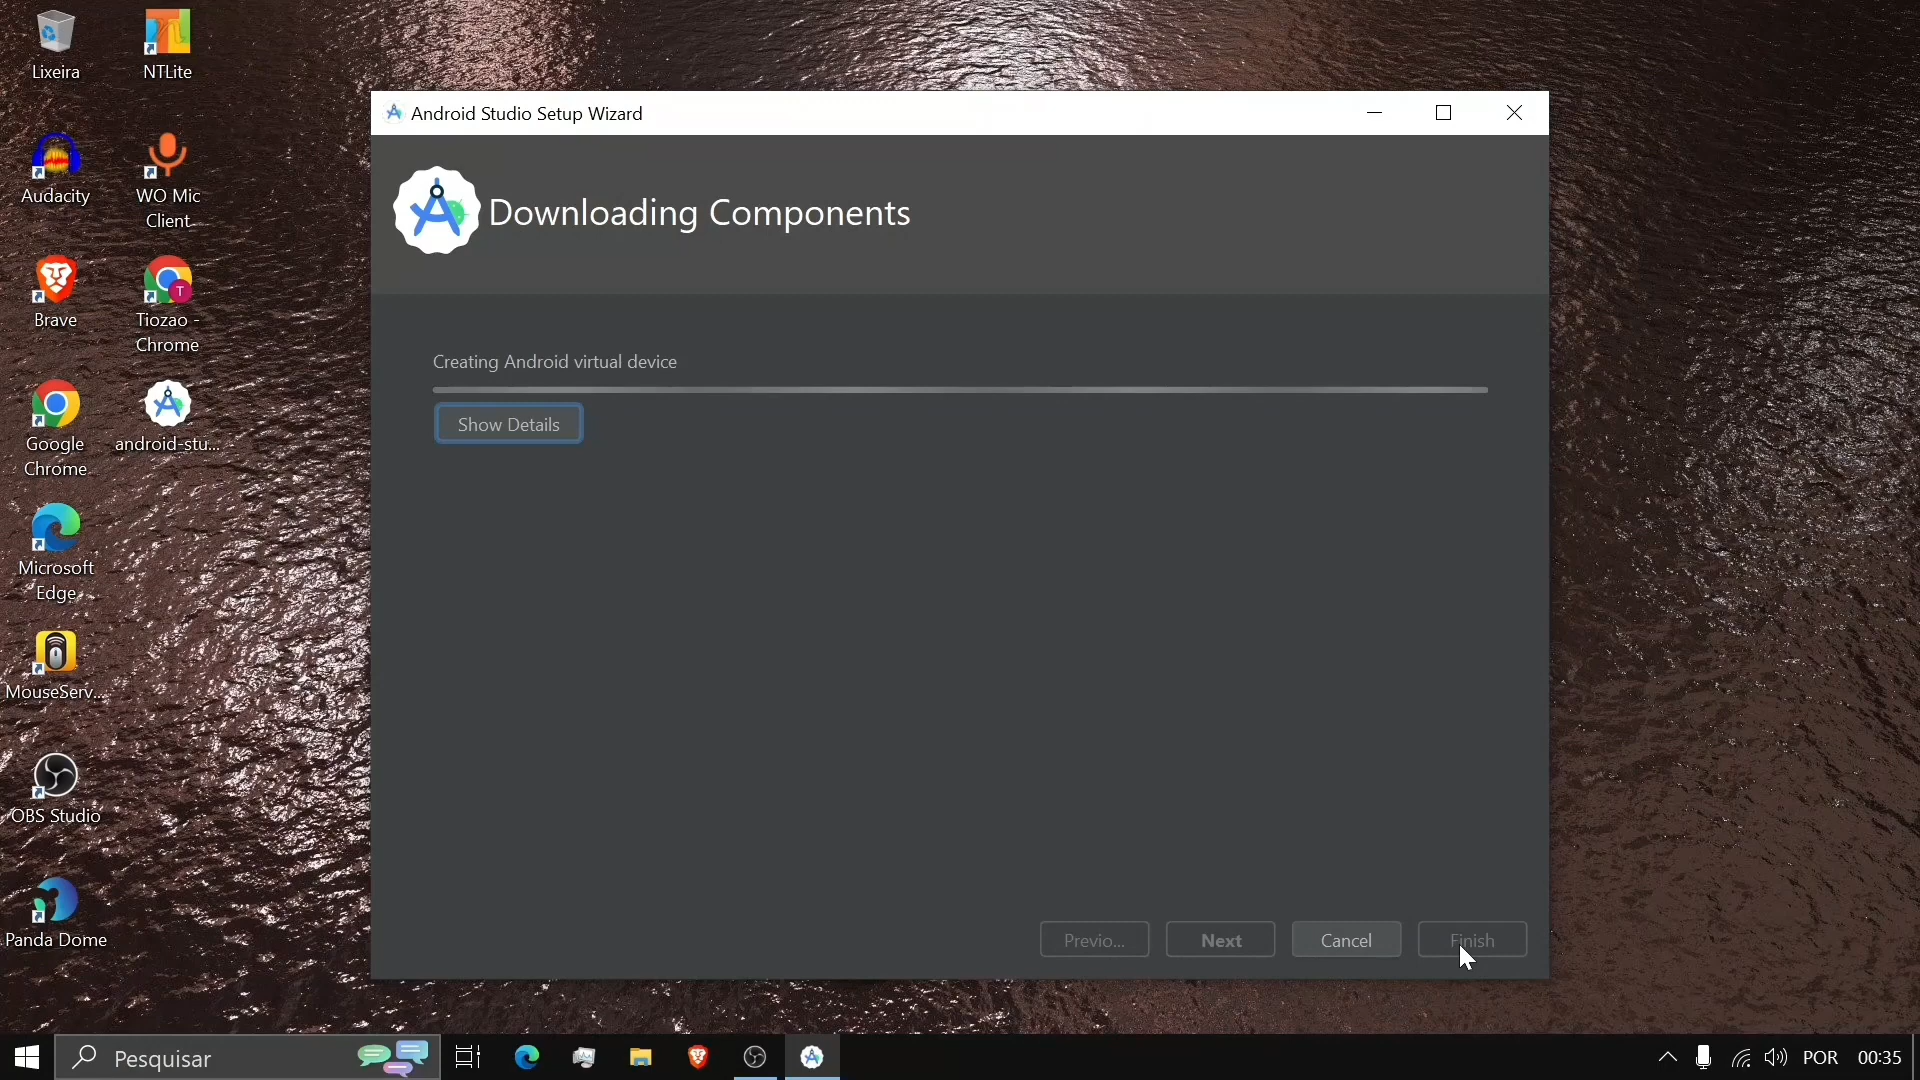 Lixeira
NTLite
Audacity
WO Mic
Client
Brave
T
Tiozao -
Chrome
Google
Chrome
android-stu...
Microsoft
Edge
MouseServ...
OBS Studio
Panda Dome
Android Studio Setup Wizard
Downloading Components
Creating Android virtual device
Show Details
Previo...
Next
Cancel
Finish
Pesquisar
POR
00:35